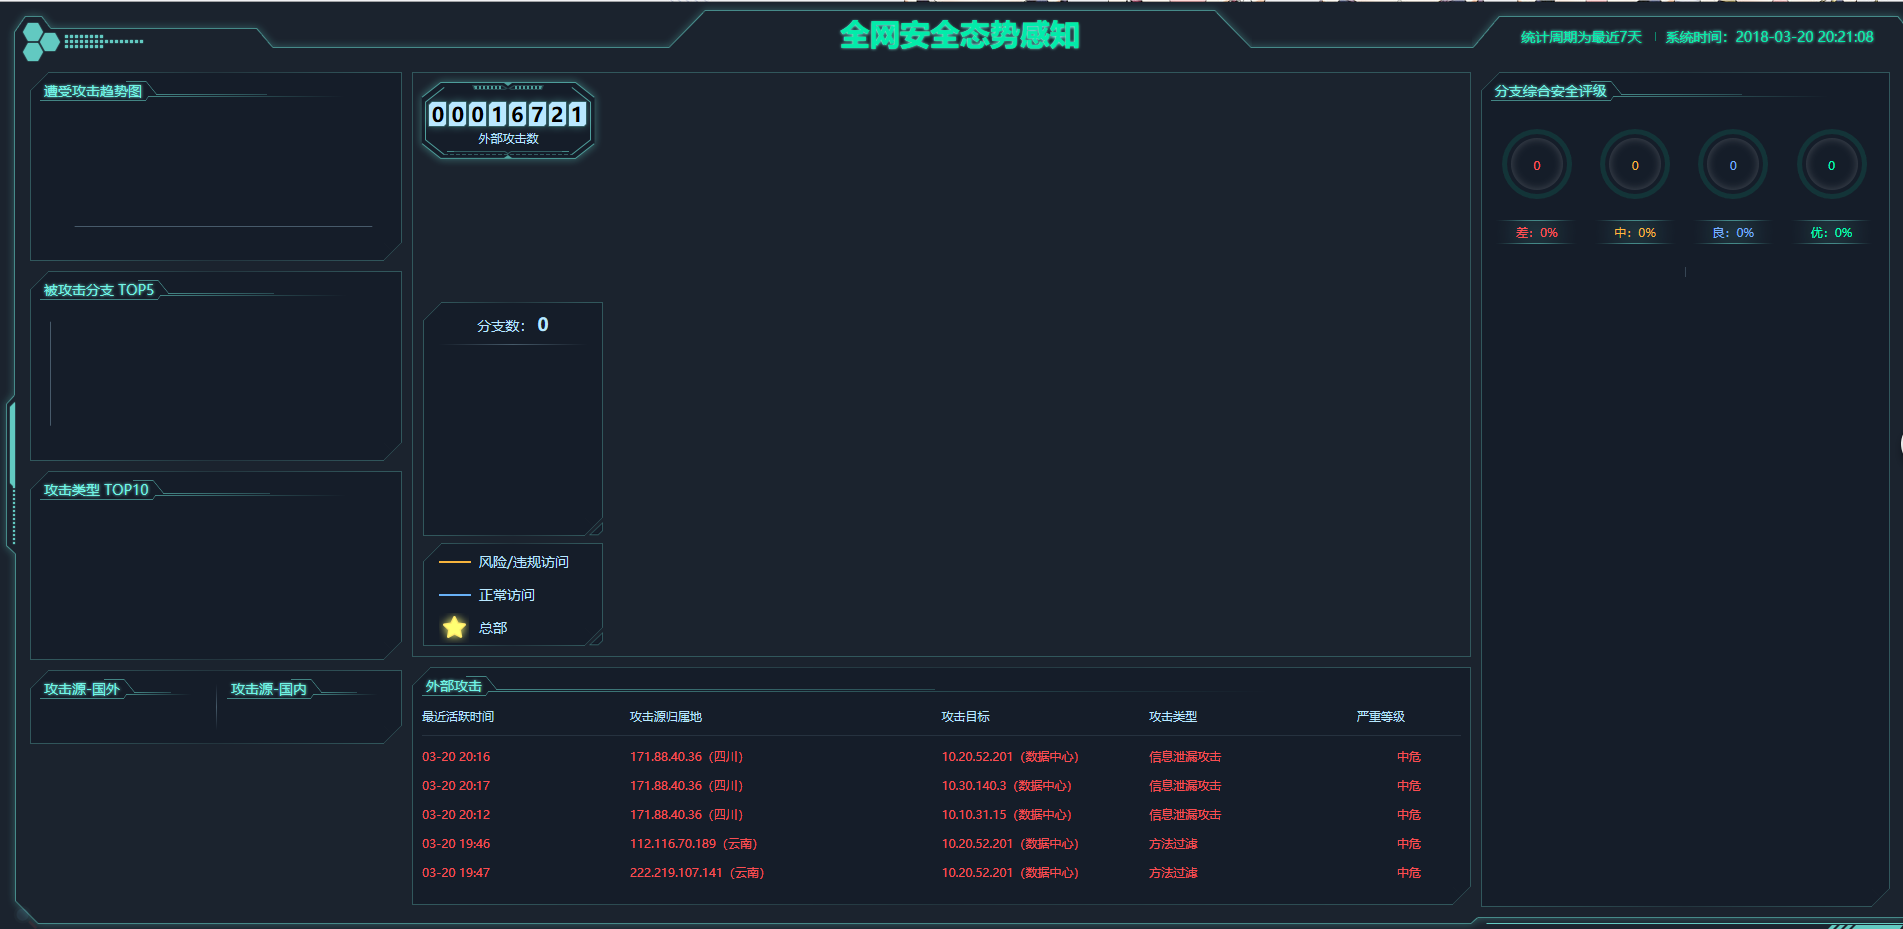 全网安全态势感知
统计周期为最近7天 系统时间：2018-03-20 20:21:08
遭受攻击趋势图
被攻击分支 TOP5
攻击类型 TOP10
攻击源-国外 攻击源-国内
00016721
外部攻击数
分支数： 0
风险/违规访问
正常访问
总部
外部攻击
最近活跃时间 攻击源归属地 攻击目标 攻击类型 严重等级
03-20 20:16 171.88.40.36（四川） 10.20.52.201（数据中心） 信息泄漏攻击 中危
03-20 20:17 171.88.40.36（四川） 10.30.140.3（数据中心） 信息泄漏攻击 中危
03-20 20:12 171.88.40.36（四川） 10.10.31.15（数据中心） 信息泄漏攻击 中危
03-20 19:46 112.116.70.189（云南） 10.20.52.201（数据中心） 方法过滤 中危
03-20 19:47 222.219.107.141（云南） 10.20.52.201（数据中心） 方法过滤 中危
分支综合安全评级
0 0 0 0
差：0% 中：0% 良：0% 优：0%